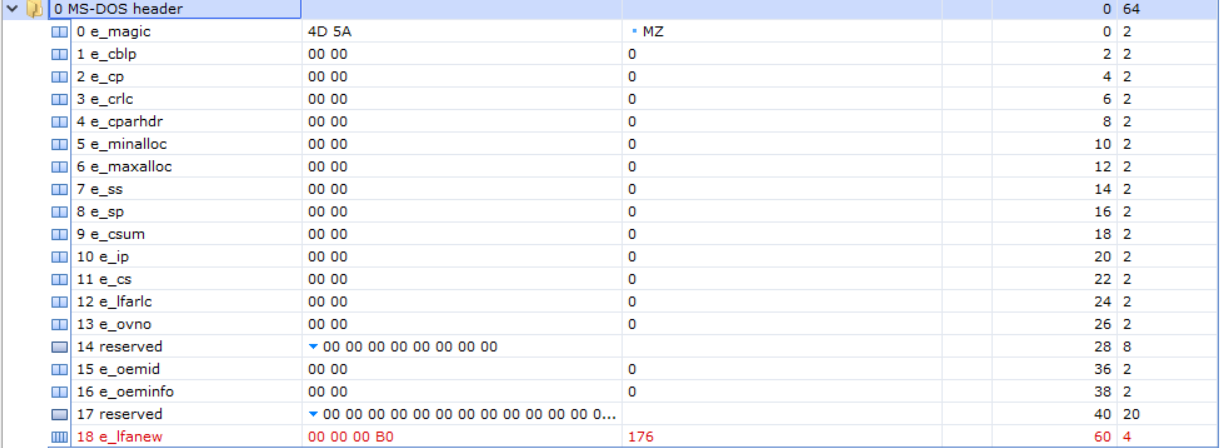 0 MS-DOS header 0 64
0 e_magic 4D 5A MZ 0 2
1 e_cblp 00 00 0 2 2
2 e_cp 00 00 0 4 2
3 e_crlc 00 00 0 6 2
4 e_cparhdr 00 00 0 8 2
5 e_minalloc 00 00 0 10 2
6 e_maxalloc 00 00 0 12 2
7 e_ss 00 00 0 14 2
8 e_sp 00 00 0 16 2
9 e_csum 00 00 0 18 2
10 e_ip 00 00 0 20 2
11 e_cs 00 00 0 22 2
12 e_lfarlc 00 00 0 24 2
13 e_ovno 00 00 0 26 2
14 reserved 00 00 00 00 00 00 00 00 28 8
15 e_oemid 00 00 0 36 2
16 e_oeminfo 00 00 0 38 2
17 reserved 00 00 00 00 00 00 00 00 00 00 00 00 00 0... 40 20
18 e_lfanew 00 00 00 B0 176 60 4